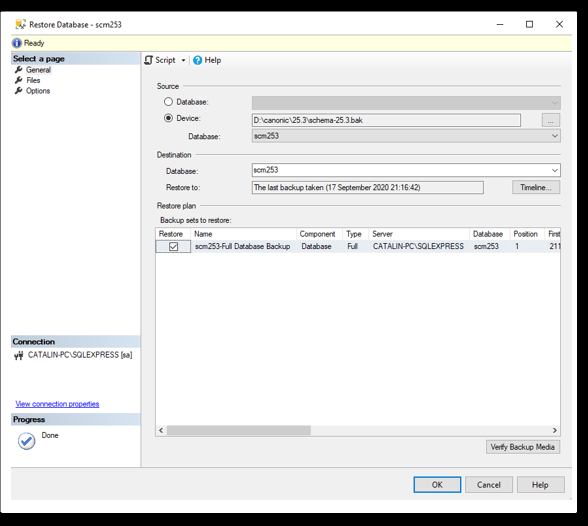 Restore Database - scm253
Ready
Select a page
General
Files
Options
Script
Help
Source
Database:
Device:
D:\canonic\25.3\schema-25.3.bak
...
Database:
scm253
Destination
Database:
scm253
Restore to:
The last backup taken (17 September 2020 21:16:42)
Timeline...
Restore plan
Backup sets to restore:
Restore Name Component Type Server Database Position First
scm253-Full Database Backup Database Full CATALIN-PC\SQLEXPRESS scm253 1 211
Connection
CATALIN-PC\SQLEXPRESS [sa]
View connection properties
Progress
Done
Verify Backup Media
OK
Cancel
Help